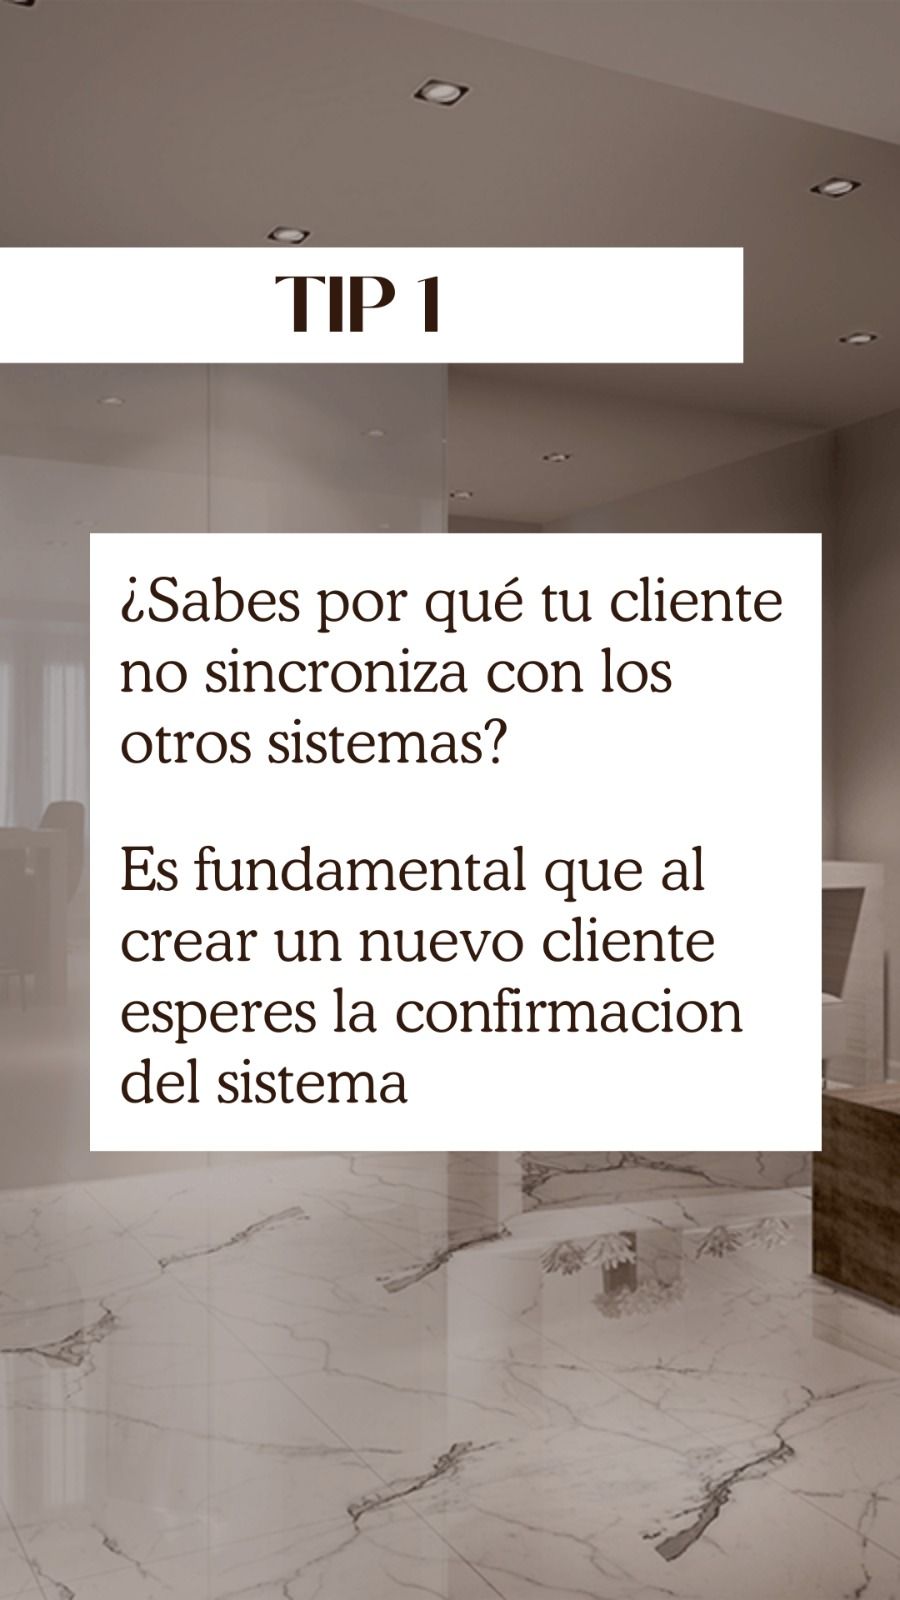 TIP 1
¿Sabes por qué tu cliente
no sincroniza con los
otros sistemas?
Es fundamental que al
crear un nuevo cliente
esperes la confirmacion
del sistema